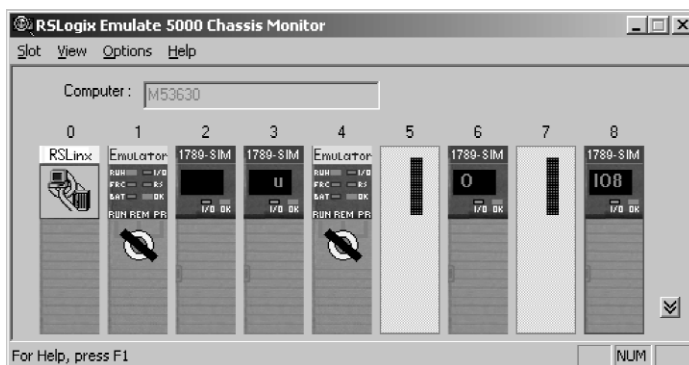 RSLogix Emulate 5000 Chassis Monitor
Slot View Options Help
Computer : M53630
0 1 2 3 4 5 6 7 8
RSLinx Emulator 1789-SIM 1789-SIM Emulator 1789-SIM 1789-SIM
RUN I/O RUN I/O
FRC RS FRC RS
BAT OK BAT OK
u 0 108
I/O OK I/O OK I/O OK I/O OK
RUN REM PR RUN REM PR
For Help, press F1 NUM